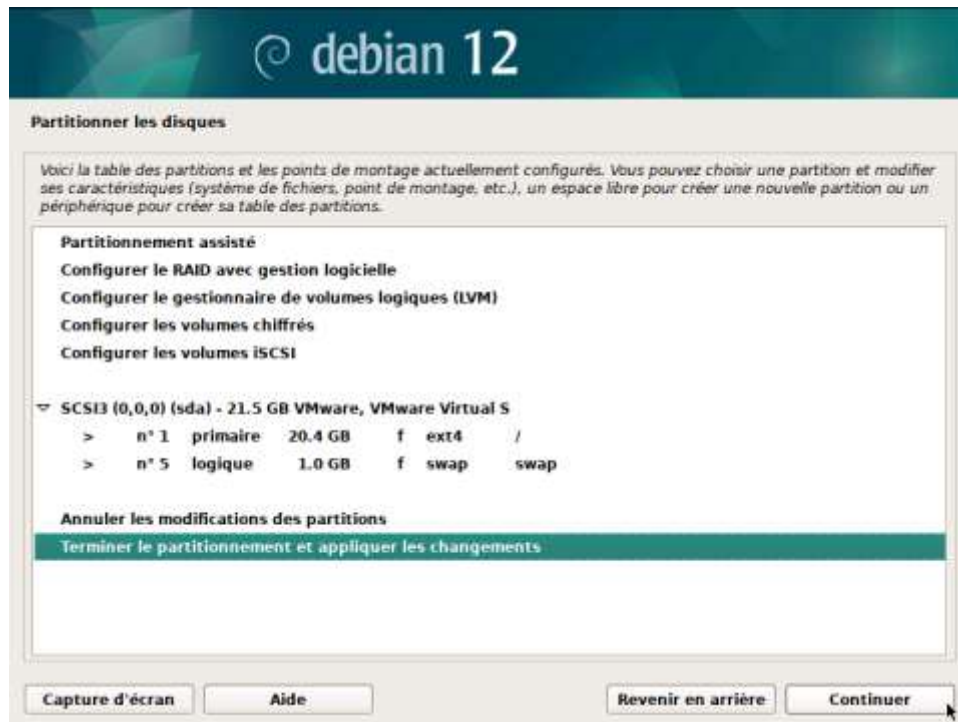 debian 12
Partitionner les disques
Voici la table des partitions et les points de montage actuellement configurés. Vous pouvez choisir une partition et modifier
ses caractéristiques (système de fichiers, point de montage, etc.), un espace libre pour créer une nouvelle partition ou un
périphérique pour créer sa table des partitions.
Partitionnement assisté
Configurer le RAID avec gestion logicielle
Configurer le gestionnaire de volumes logiques (LVM)
Configurer les volumes chiffrés
Configurer les volumes iSCSI
SCSI3 (0,0,0) (sda) - 21.5 GB VMware, VMware Virtual S
> n° 1 primaire 20.4 GB f ext4 /
> n° 5 logique 1.0 GB f swap swap
Annuler les modifications des partitions
Terminer le partitionnement et appliquer les changements
Capture d'écran Aide Revenir en arrière Continuer